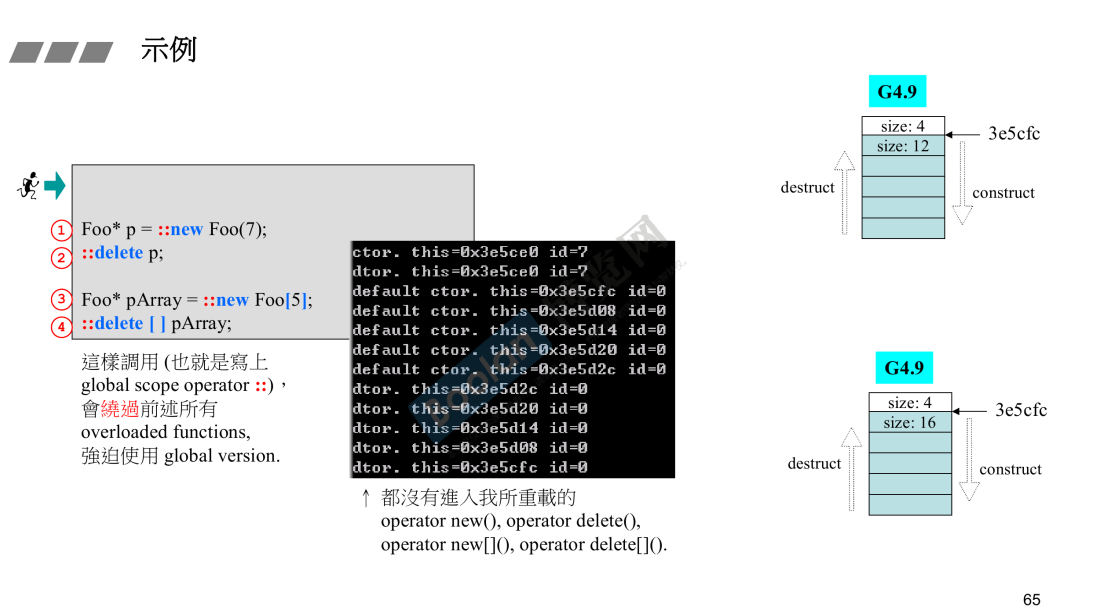 示例
① Foo* p = ::new Foo(7);
② ::delete p;
③ Foo* pArray = ::new Foo[5];
④ ::delete [ ] pArray;
這樣調用 (也就是寫上
global scope operator ::)，
會繞過前述所有
overloaded functions,
強迫使用 global version.
ctor. this=0x3e5ce0 id=7
dtor. this=0x3e5ce0 id=7
default ctor. this=0x3e5cfc id=0
default ctor. this=0x3e5d08 id=0
default ctor. this=0x3e5d14 id=0
default ctor. this=0x3e5d20 id=0
default ctor. this=0x3e5d2c id=0
dtor. this=0x3e5d2c id=0
dtor. this=0x3e5d20 id=0
dtor. this=0x3e5d14 id=0
dtor. this=0x3e5d08 id=0
dtor. this=0x3e5cfc id=0
↑ 都沒有進入我所重載的
operator new(), operator delete(),
operator new[](), operator delete[]().
G4.9
size: 4
3e5cfc
size: 12
destruct
construct
G4.9
size: 4
3e5cfc
size: 16
destruct
construct
65